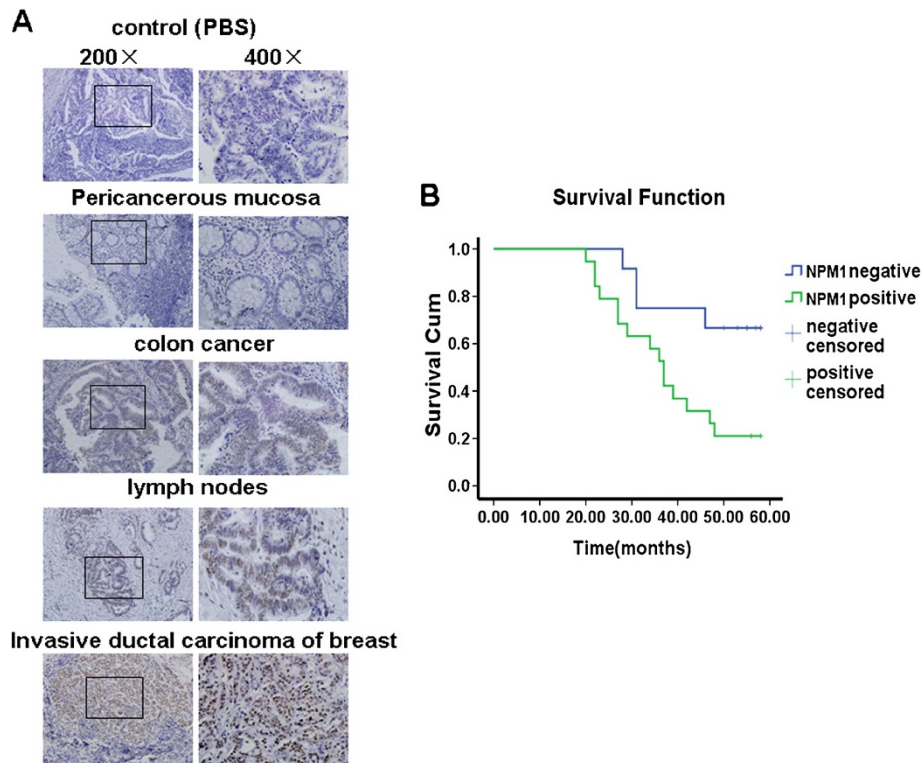 A
control (PBS)
200× 400×
Pericancerous mucosa
colon cancer
lymph nodes
Invasive ductal carcinoma of breast
B
Survival Function
Survival Cum
1.0
0.8
0.6
0.4
0.2
0.0
0.00 10.00 20.00 30.00 40.00 50.00 60.00
Time(months)
NPM1 negative
NPM1 positive
negative
censored
positive
censored